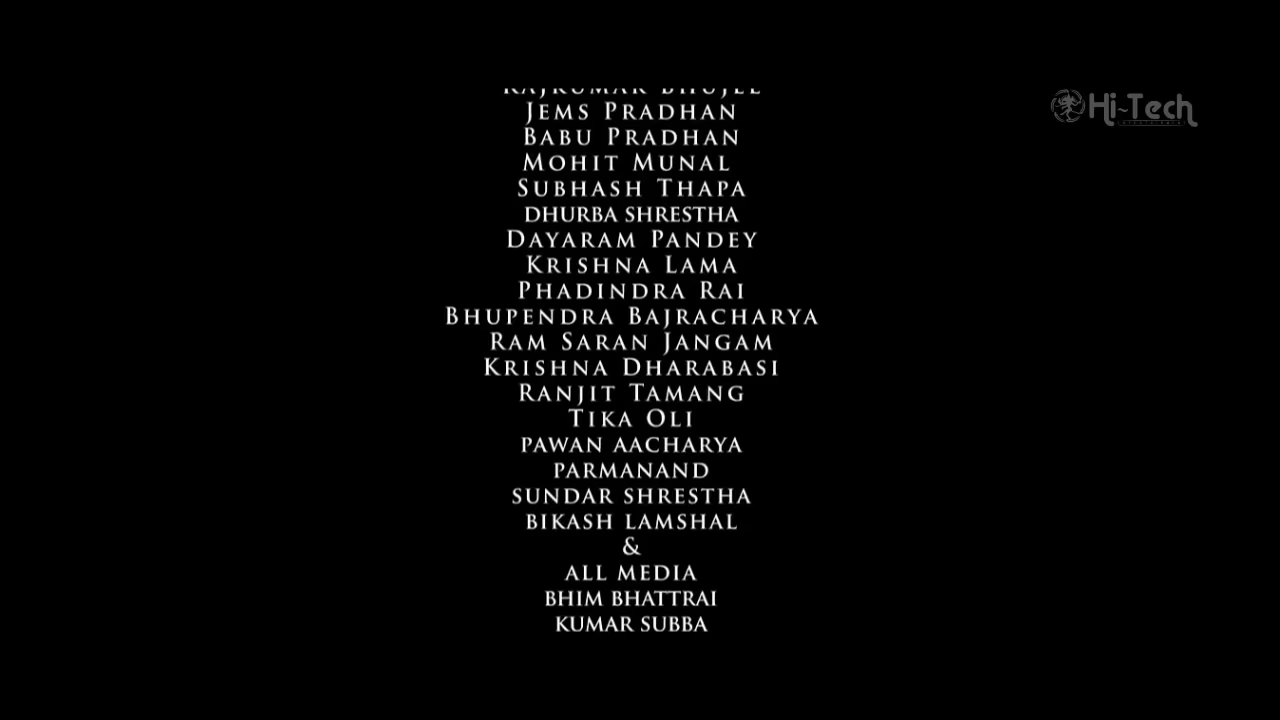 RAJKUMAR BHUJEL
JEMS PRADHAN
BABU PRADHAN
MOHIT MUNAL
SUBHASH THAPA
DHURBA SHRESTHA
DAYARAM PANDEY
KRISHNA LAMA
PHADINDRA RAI
BHUPENDRA BAJRACHARYA
RAM SARAN JANGAM
KRISHNA DHARABASI
RANJIT TAMANG
TIKA OLI
PAWAN AACHARYA
PARMANAND
SUNDAR SHRESTHA
BIKASH LAMSHAL
&
ALL MEDIA
BHIM BHATTRAI
KUMAR SUBBA
Hi~Tech